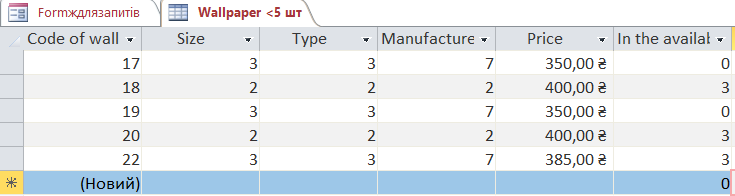 Formждлязапитів Wallpaper <5 шт
Code of wall Size Type Manufacture Price In the availab
17 3 3 7 350,00 ₴ 0
18 2 2 2 400,00 ₴ 3
19 3 3 7 350,00 ₴ 0
20 2 2 2 400,00 ₴ 3
22 3 3 7 385,00 ₴ 3
(Новий) 0